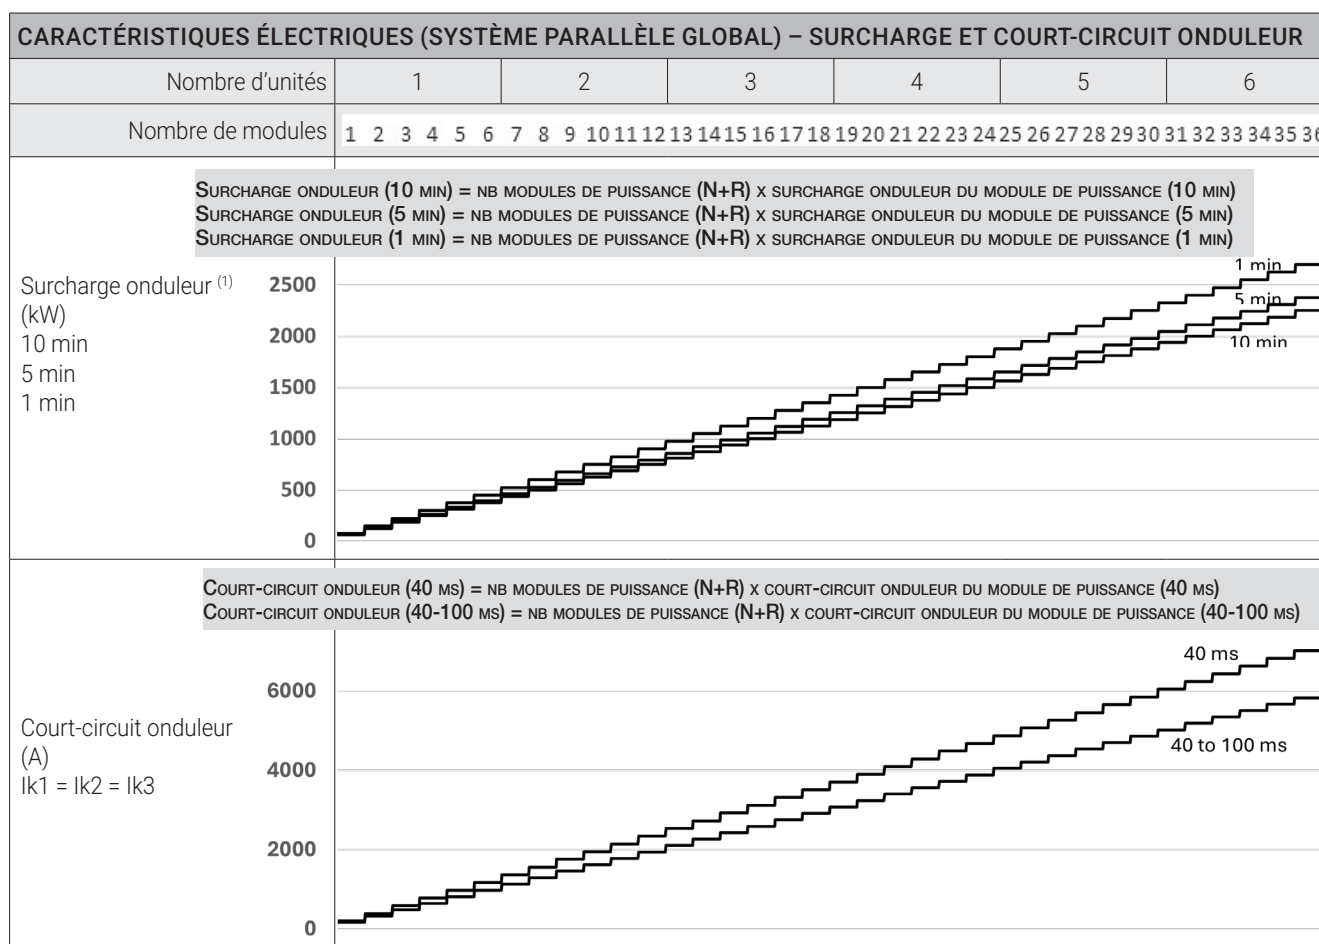 CARACTÉRISTIQUES ÉLECTRIQUES (SYSTÈME PARALLÈLE GLOBAL) – SURCHARGE ET COURT-CIRCUIT ONDULEUR
Nombre d'unités 1 2 3 4 5 6
Nombre de modules 1 2 3 4 5 6 7 8 9 10 11 12 13 14 15 16 17 18 19 20 21 22 23 24 25 26 27 28 29 30 31 32 33 34 35 36
SURCHARGE ONDULEUR (10 MIN) = NB MODULES DE PUISSANCE (N+R) X SURCHARGE ONDULEUR DU MODULE DE PUISSANCE (10 MIN)
SURCHARGE ONDULEUR (5 MIN) = NB MODULES DE PUISSANCE (N+R) X SURCHARGE ONDULEUR DU MODULE DE PUISSANCE (5 MIN)
SURCHARGE ONDULEUR (1 MIN) = NB MODULES DE PUISSANCE (N+R) X SURCHARGE ONDULEUR DU MODULE DE PUISSANCE (1 MIN)
Surcharge onduleur (1)
(kW)
10 min
5 min
1 min
2500
2000
1500
1000
500
0
1 min
5 min
10 min
COURT-CIRCUIT ONDULEUR (40 MS) = NB MODULES DE PUISSANCE (N+R) X COURT-CIRCUIT ONDULEUR DU MODULE DE PUISSANCE (40 MS)
COURT-CIRCUIT ONDULEUR (40-100 MS) = NB MODULES DE PUISSANCE (N+R) X COURT-CIRCUIT ONDULEUR DU MODULE DE PUISSANCE (40-100 MS)
Court-circuit onduleur
(A)
Ik1 = Ik2 = Ik3
6000
4000
2000
0
40 ms
40 to 100 ms